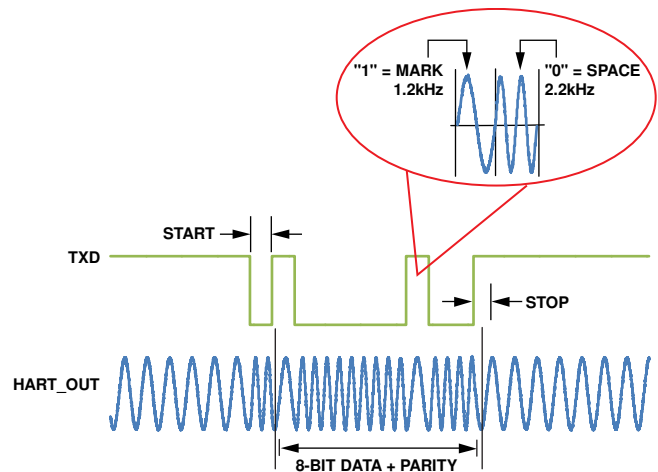 "1" = MARK
1.2kHz
"0" = SPACE
2.2kHz
START
TXD
STOP
HART_OUT
8-BIT DATA + PARITY